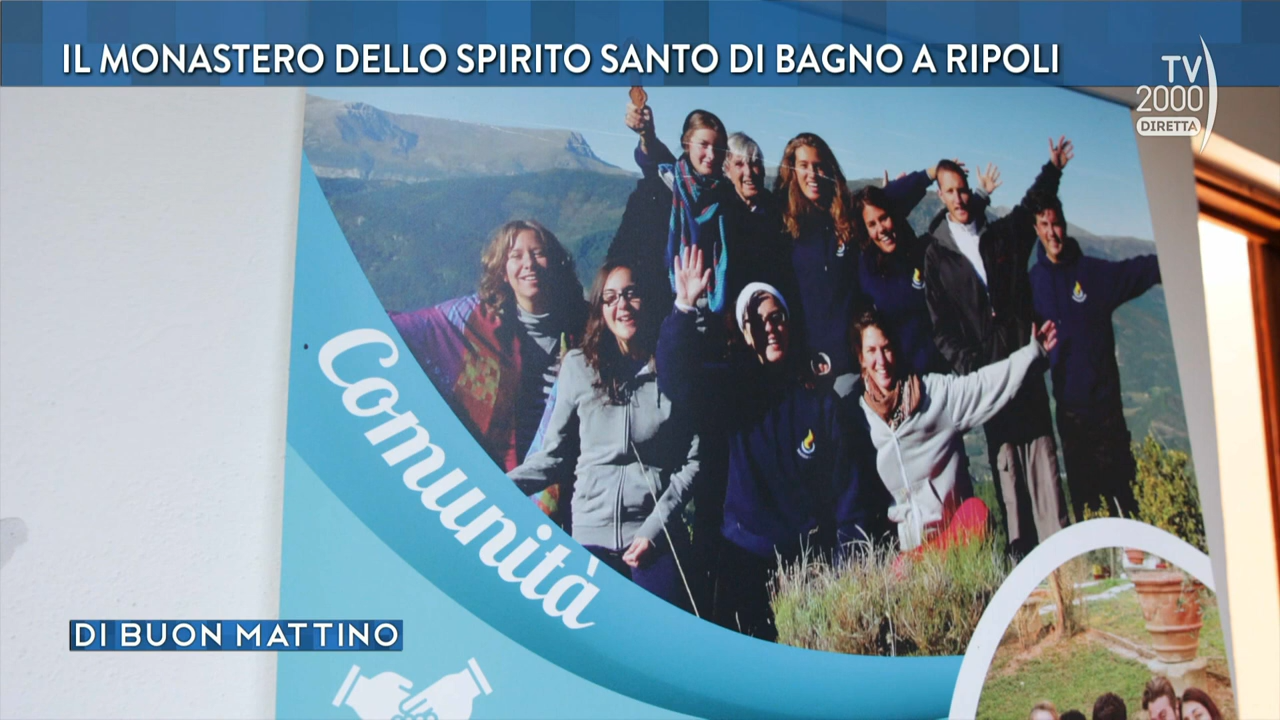 IL MONASTERO DELLO SPIRITO SANTO DI BAGNO A RIPOLI
TV
2000
DIRETTA
Comunità
DI BUON MATTINO